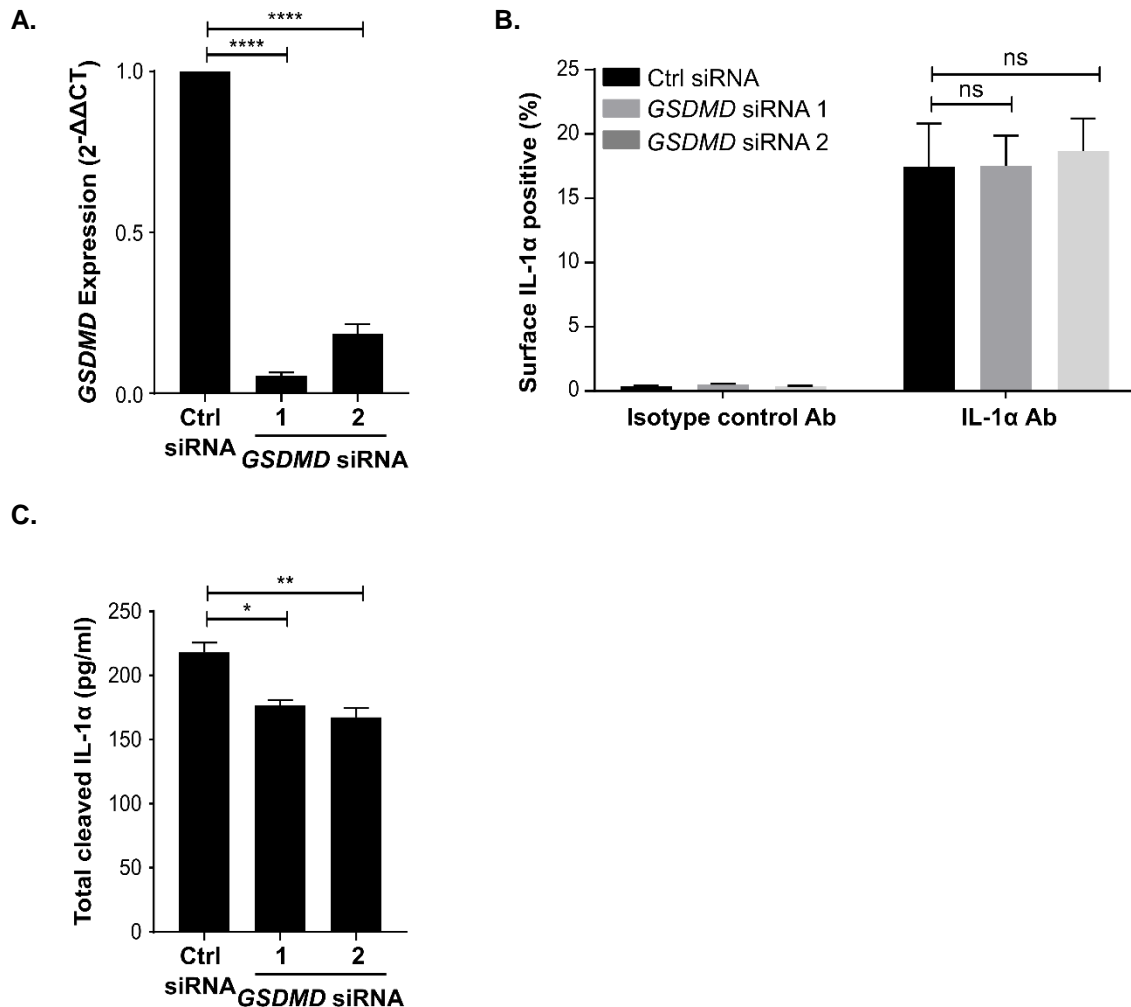 A.
****
****
GSDMD Expression (2-ΔΔCT)
1.0
0.5
0.0
Ctrl
siRNA
1
2
GSDMD siRNA
B.
Surface IL-1α positive (%)
25
20
15
10
5
0
Ctrl siRNA
GSDMD siRNA 1
GSDMD siRNA 2
ns
ns
Isotype control Ab
IL-1α Ab
C.
**
*
Total cleaved IL-1α (pg/ml)
250
200
150
100
50
0
Ctrl
siRNA
1
2
GSDMD siRNA